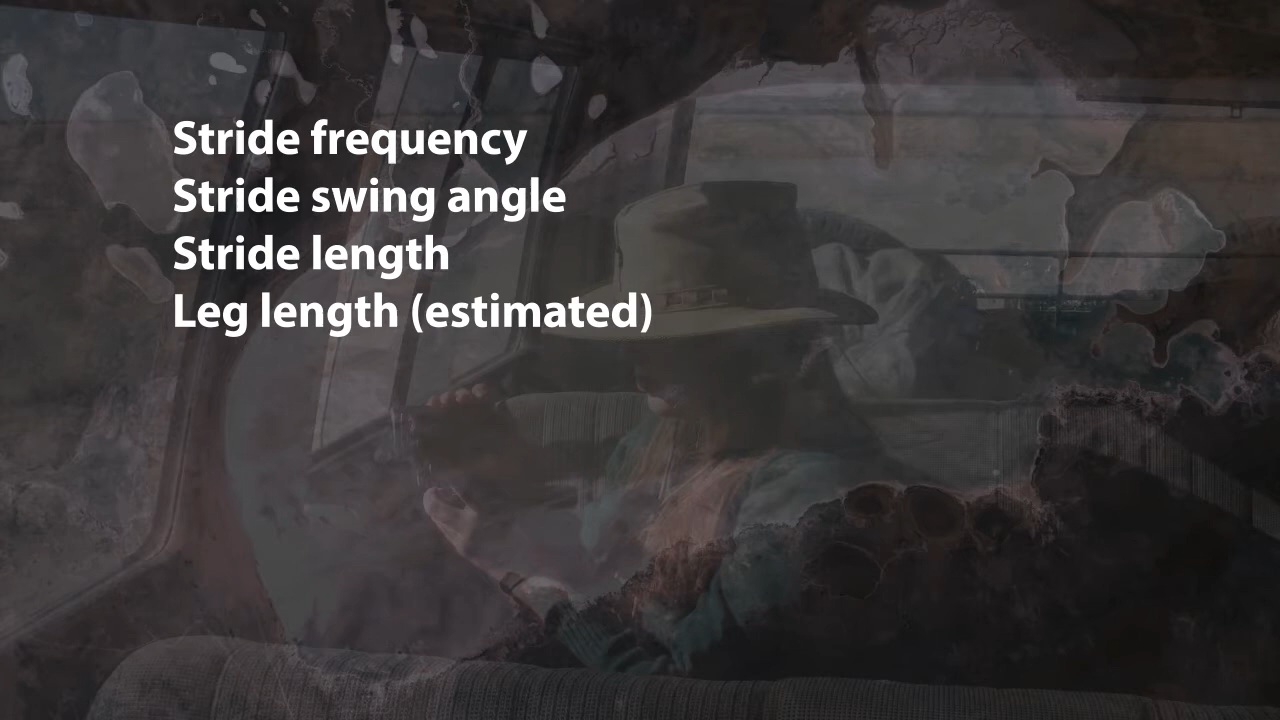 Stride frequency
Stride swing angle
Stride length
Leg length (estimated)